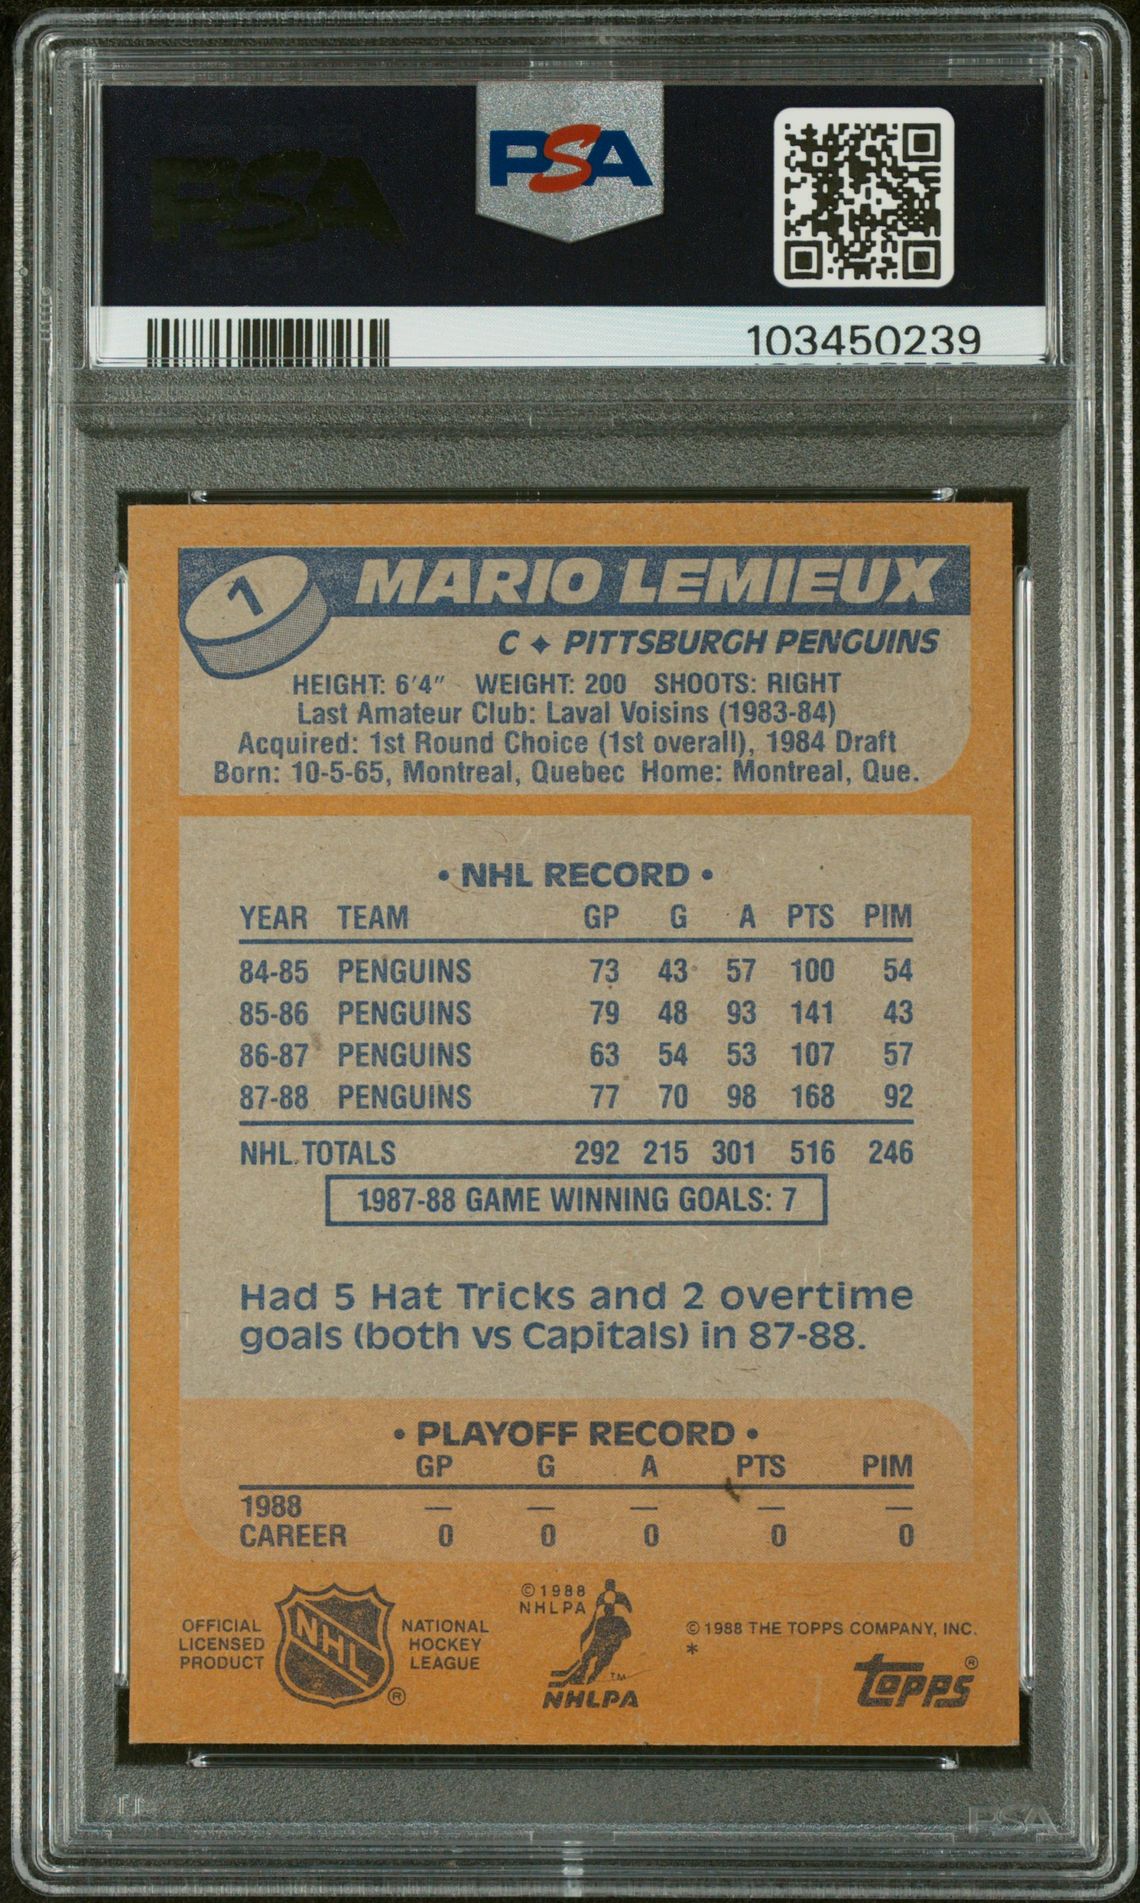 PSA
PSA
103450239
1
MARIO LEMIEUX
C ✦ PITTSBURGH PENGUINS
HEIGHT: 6'4" WEIGHT: 200 SHOOTS: RIGHT
Last Amateur Club: Laval Voisins (1983-84)
Acquired: 1st Round Choice (1st overall), 1984 Draft
Born: 10-5-65, Montreal, Quebec Home: Montreal, Que.
• NHL RECORD •
YEAR TEAM GP G A PTS PIM
84-85 PENGUINS 73 43 57 100 54
85-86 PENGUINS 79 48 93 141 43
86-87 PENGUINS 63 54 53 107 57
87-88 PENGUINS 77 70 98 168 92
NHL TOTALS 292 215 301 516 246
1987-88 GAME WINNING GOALS: 7
Had 5 Hat Tricks and 2 overtime
goals (both vs Capitals) in 87-88.
• PLAYOFF RECORD •
GP G A PTS PIM
1988 — — — — —
CAREER 0 0 0 0 0
OFFICIAL
LICENSED
PRODUCT
NHL
®
NATIONAL
HOCKEY
LEAGUE
©1988
NHLPA
TM
NHLPA
©1988 THE TOPPS COMPANY, INC.
*
Topps®
PSA